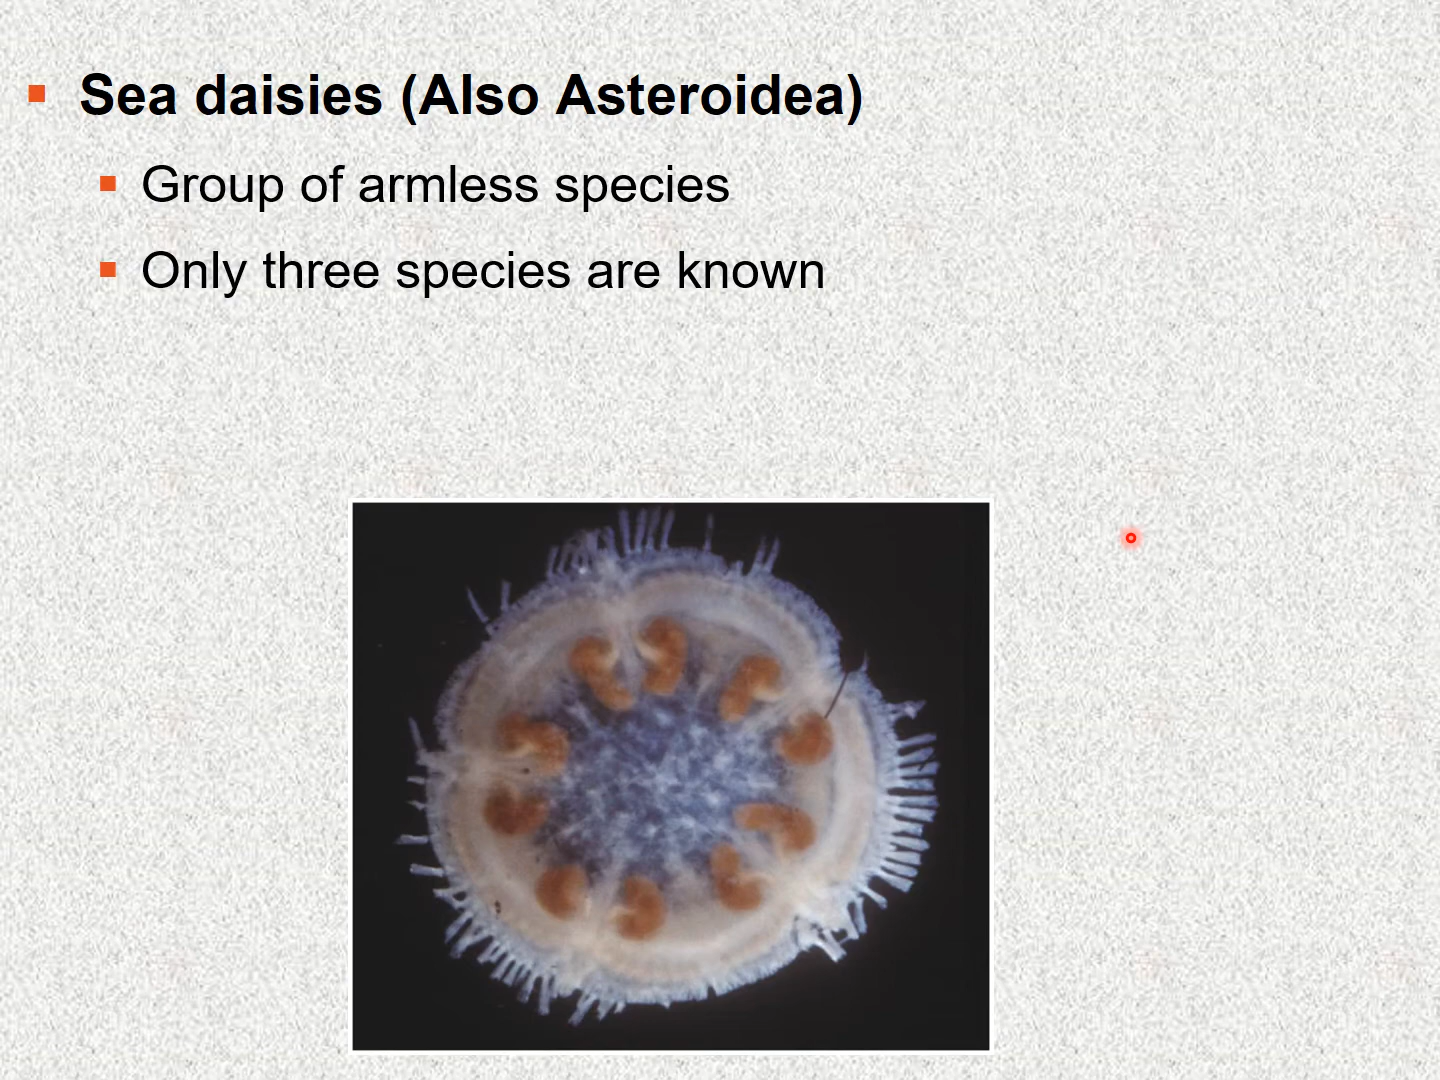 Sea daisies (Also Asteroidea)
Group of armless species
Only three species are known